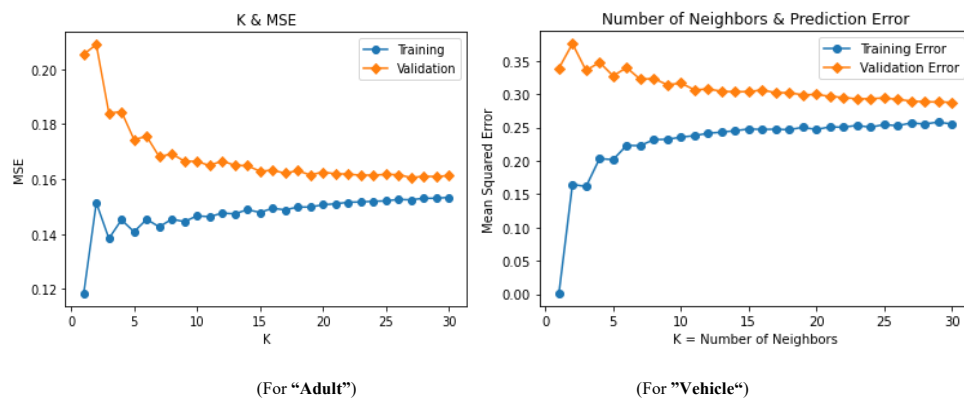 K & MSE
Training
Validation
MSE
0.20
0.18
0.16
0.14
0.12
0 5 10 15 20 25 30
K
(For “Adult”)
Number of Neighbors & Prediction Error
Training Error
Validation Error
Mean Squared Error
0.35
0.30
0.25
0.20
0.15
0.10
0.05
0.00
0 5 10 15 20 25 30
K = Number of Neighbors
(For ”Vehicle“)